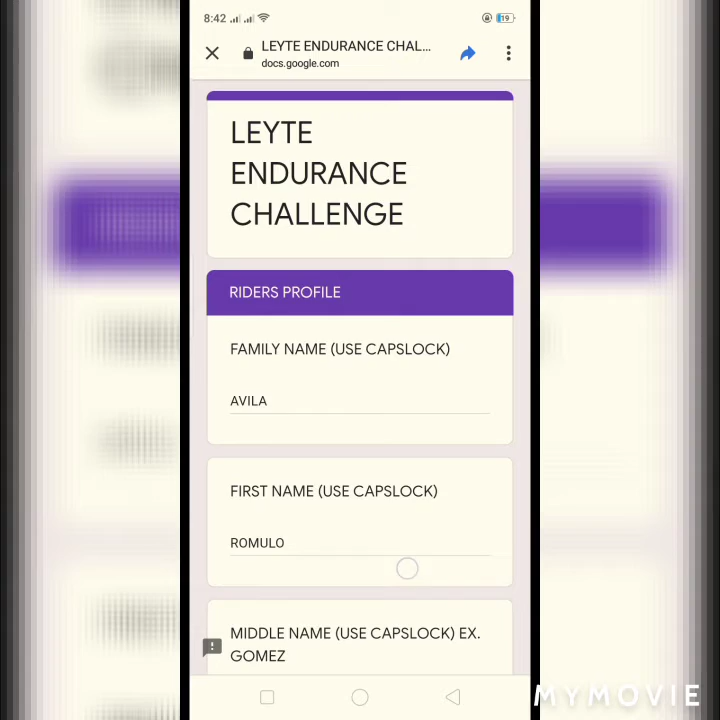 8:42
19
LEYTE ENDURANCE CHAL...
docs.google.com
LEYTE
ENDURANCE
CHALLENGE
RIDERS PROFILE
FAMILY NAME (USE CAPSLOCK)
AVILA
FIRST NAME (USE CAPSLOCK)
ROMULO
MIDDLE NAME (USE CAPSLOCK) EX.
GOMEZ
MYMOVIE